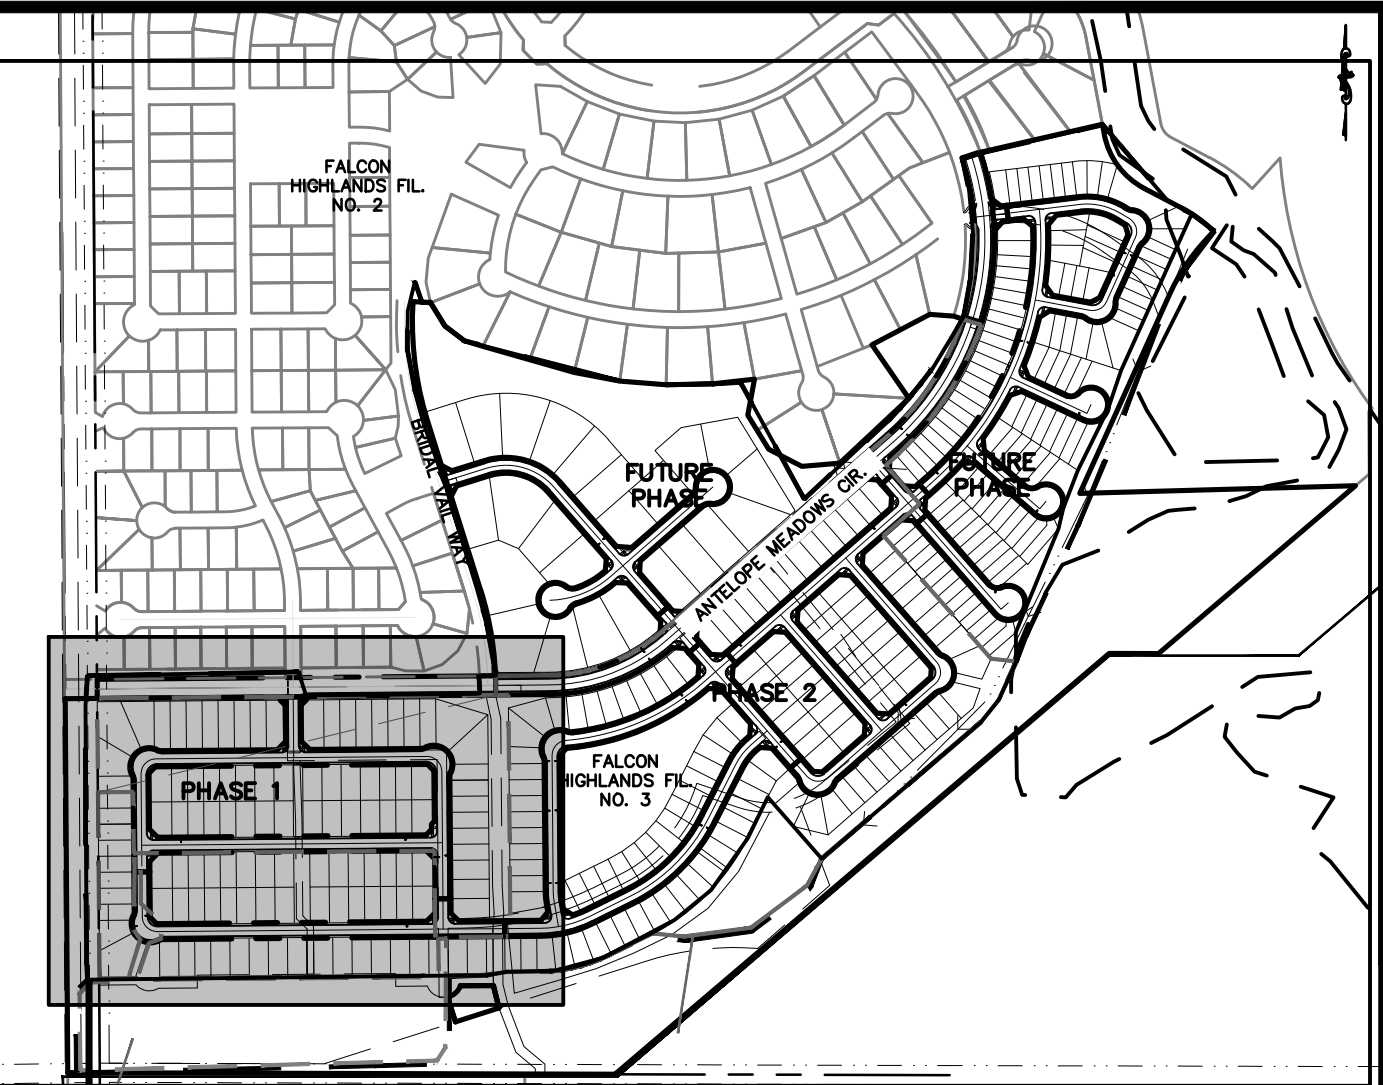 FALCON
HIGHLANDS FIL.
NO. 2
BRIDAL VAIL WAY
FUTURE
PHASE
ANTELOPE MEADOWS CIR.
FUTURE
PHASE
PHASE 2
FALCON
HIGHLANDS FIL.
NO. 3
PHASE 1